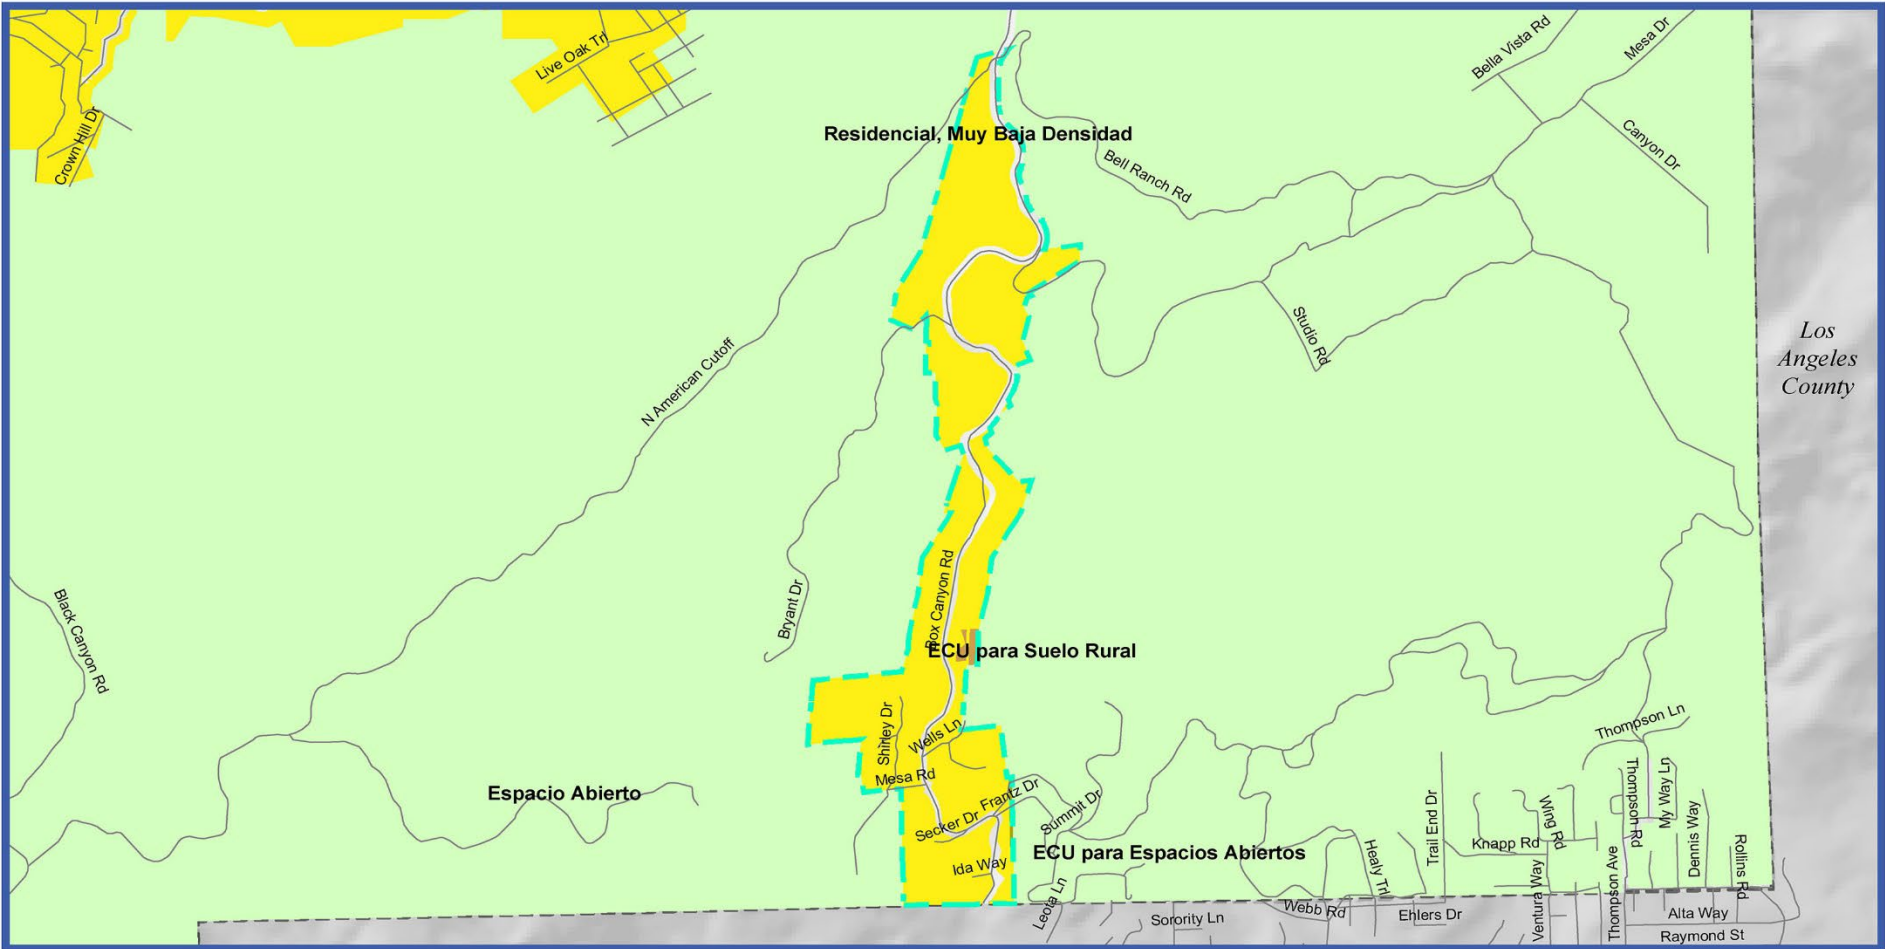 Live Oak Trl
Crown Hill Dr
Bella Vista Rd
Mesa Dr
Canyon Dr
Residencial, Muy Baja Densidad
Bell Ranch Rd
Studio Rd
Los
Angeles
County
N American Cutoff
Black Canyon Rd
Bryant Dr
Box Canyon Rd
ECU para Suelo Rural
Shirley Dr
Wells Ln
Mesa Rd
Espacio Abierto
Frantz Dr
Secker Dr
Summit Dr
Ida Way
ECU para Espacios Abiertos
Leota Ln
Thompson Ln
Thompson Rd
My Way Ln
Wing Rd
Trail End Dr
Knapp Rd
Dennis Way
Rollins Rd
Healy Trl
Ventura Way
Thompson Ave
Sorority Ln
Webb Rd
Ehlers Dr
Alta Way
Raymond St